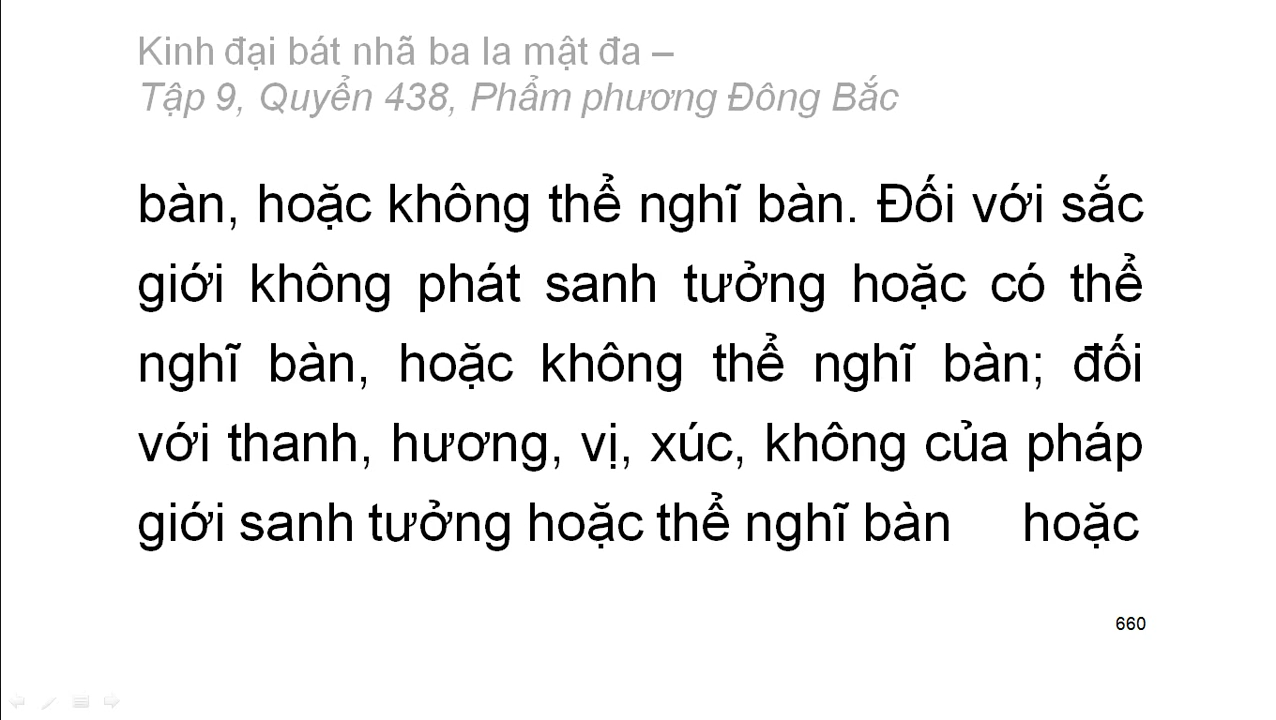 Kinh đại bát nhã ba la mật đa –
Tập 9, Quyển 438, Phẩm phương Đông Bắc
bàn, hoặc không thể nghĩ bàn. Đối với sắc
giới không phát sanh tưởng hoặc có thể
nghĩ bàn, hoặc không thể nghĩ bàn; đối
với thanh, hương, vị, xúc, không của pháp
giới sanh tưởng hoặc thể nghĩ bàn hoặc
660